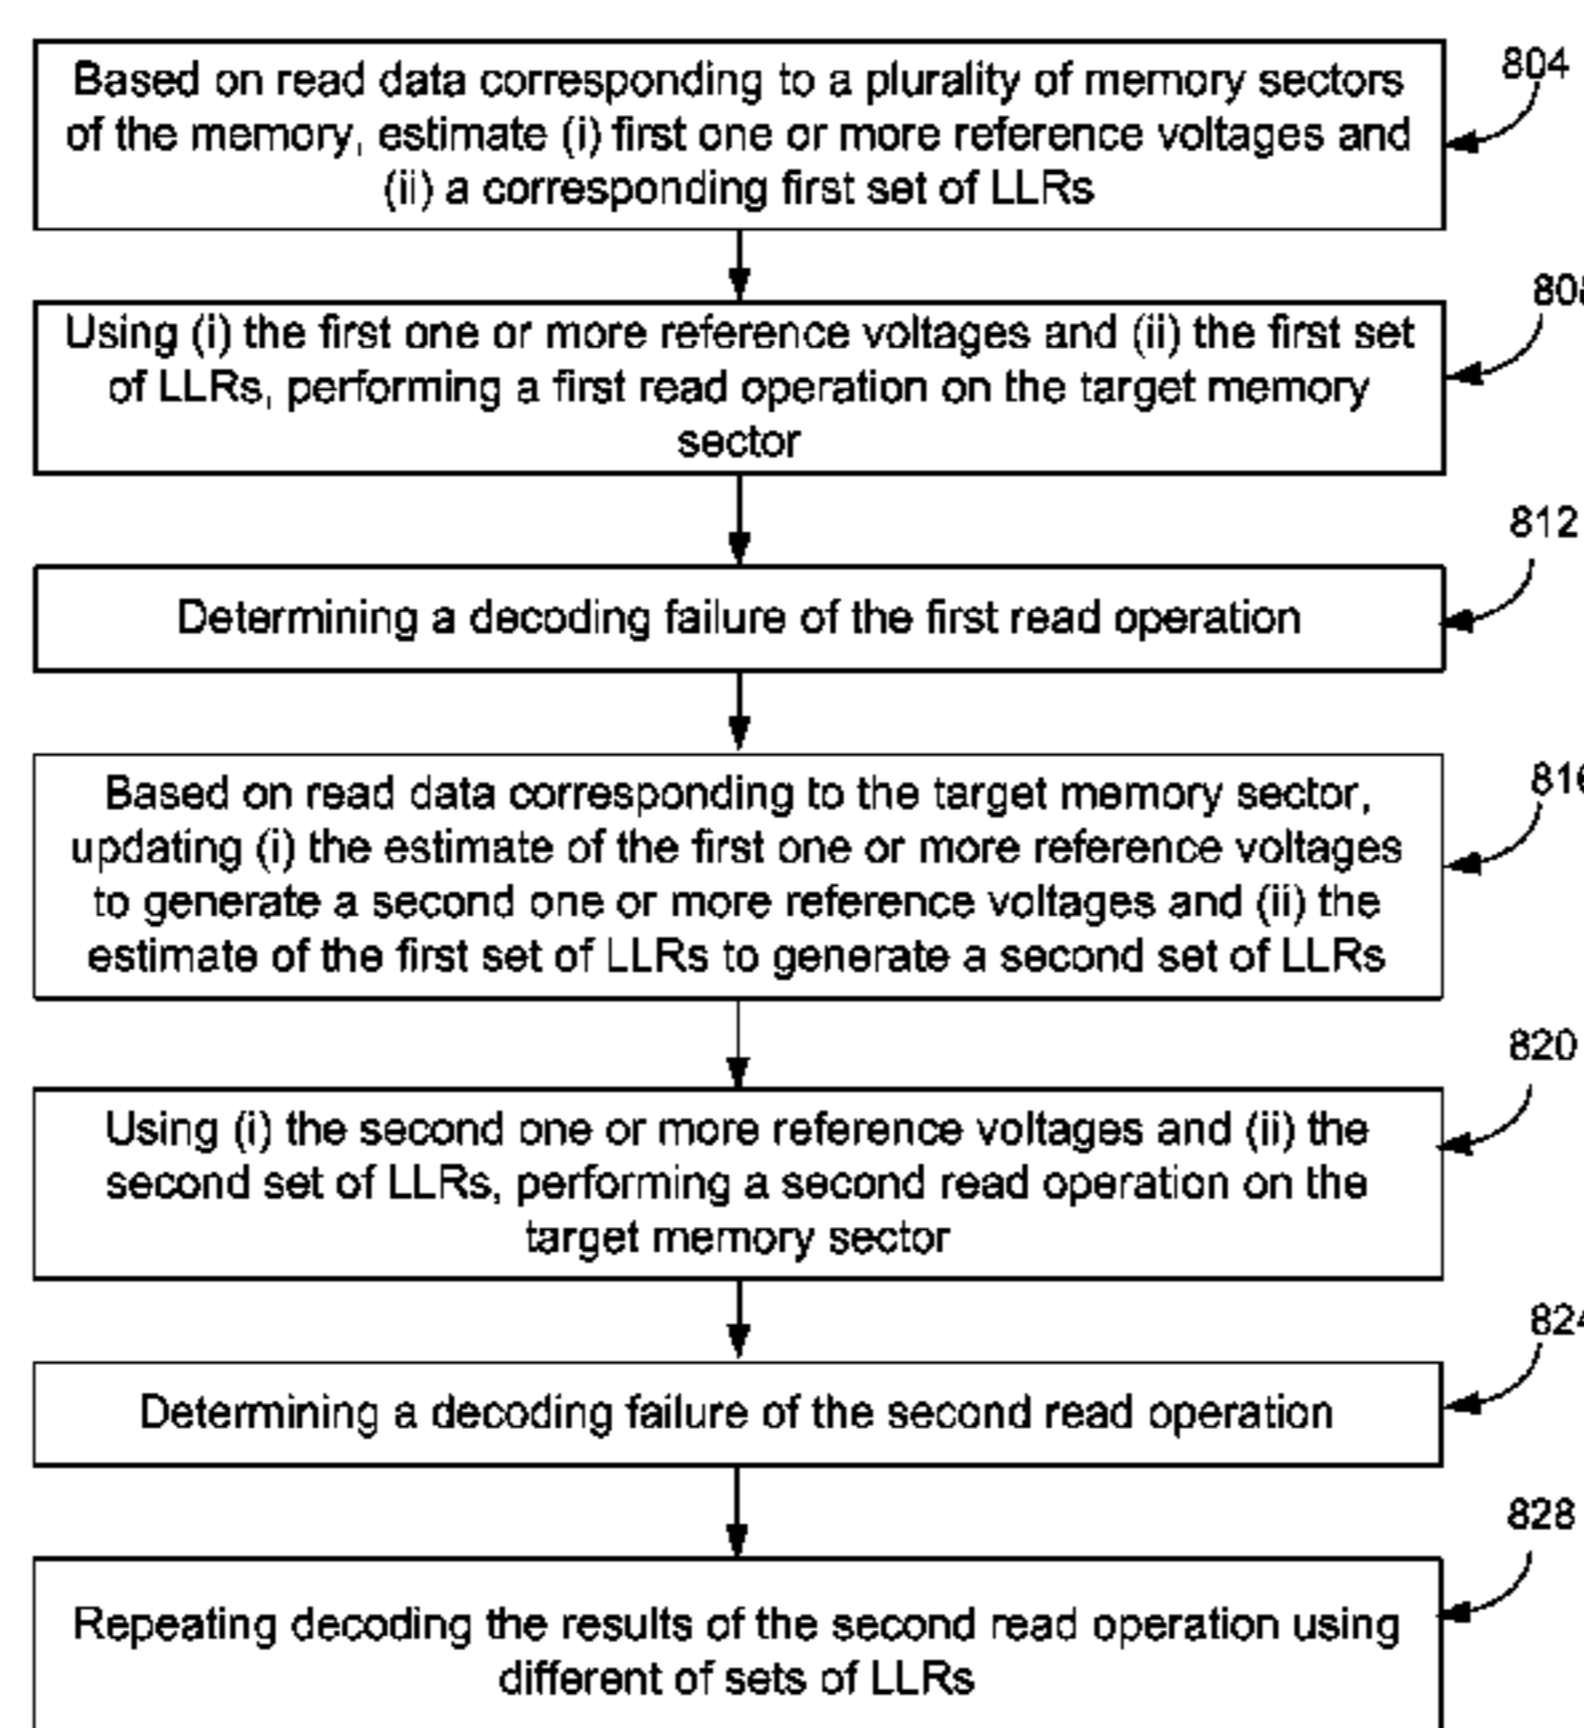 Based on read data corresponding to a plurality of memory sectors
of the memory, estimate (i) first one or more reference voltages and
(ii) a corresponding first set of LLRs
804
Using (i) the first one or more reference voltages and (ii) the first set
of LLRs, performing a first read operation on the target memory
sector
808
Determining a decoding failure of the first read operation
812
Based on read data corresponding to the target memory sector,
updating (i) the estimate of the first one or more reference voltages
to generate a second one or more reference voltages and (ii) the
estimate of the first set of LLRs to generate a second set of LLRs
816
Using (i) the second one or more reference voltages and (ii) the
second set of LLRs, performing a second read operation on the
target memory sector
820
Determining a decoding failure of the second read operation
824
Repeating decoding the results of the second read operation using
different of sets of LLRs
828